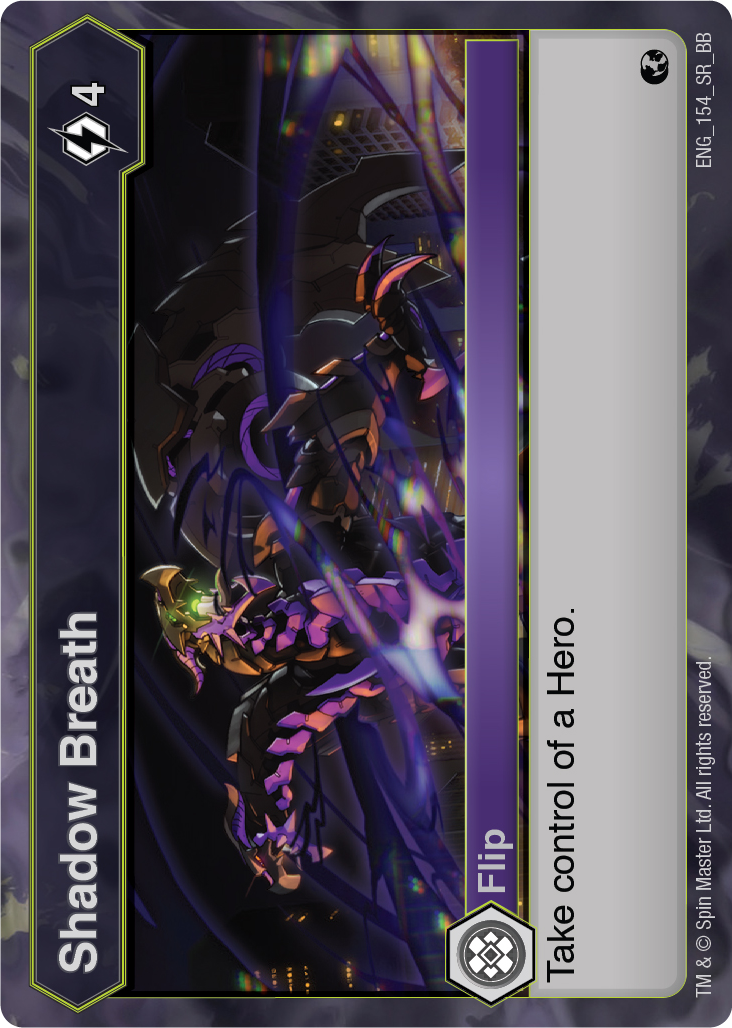 Shadow Breath
4
Flip
Take control of a Hero.
TM & © Spin Master Ltd. All rights reserved.
ENG_154_SR_BB